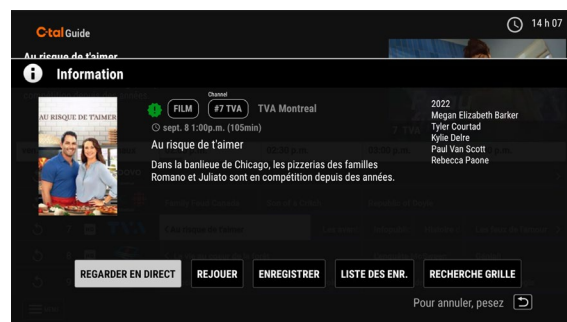 C·tal Guide
14 h 07
Au risque de t'aimer
Information
AU RISQUE DE T'AIMER
FILM
Channel
#7 TVA
TVA Montreal
sept. 8 1:00p.m. (105min)
Au risque de t'aimer
Dans la banlieue de Chicago, les pizzerias des familles
Romano et Juliato sont en compétition depuis des années.
2022
Megan Elizabeth Barker
Tyler Courtad
Kylie Delre
Paul Van Scott
Rebecca Paone
REGARDER EN DIRECT
REJOUER
ENREGISTRER
LISTE DES ENR.
RECHERCHE GRILLE
Pour annuler, pesez